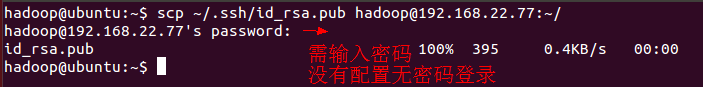 hadoop@ubuntu:~$ scp ~/.ssh/id_rsa.pub hadoop@192.168.22.77:~/
hadoop@192.168.22.77's password:
需输入密码
id_rsa.pub 100% 395 0.4KB/s 00:00
没有配置无密码登录
hadoop@ubuntu:~$